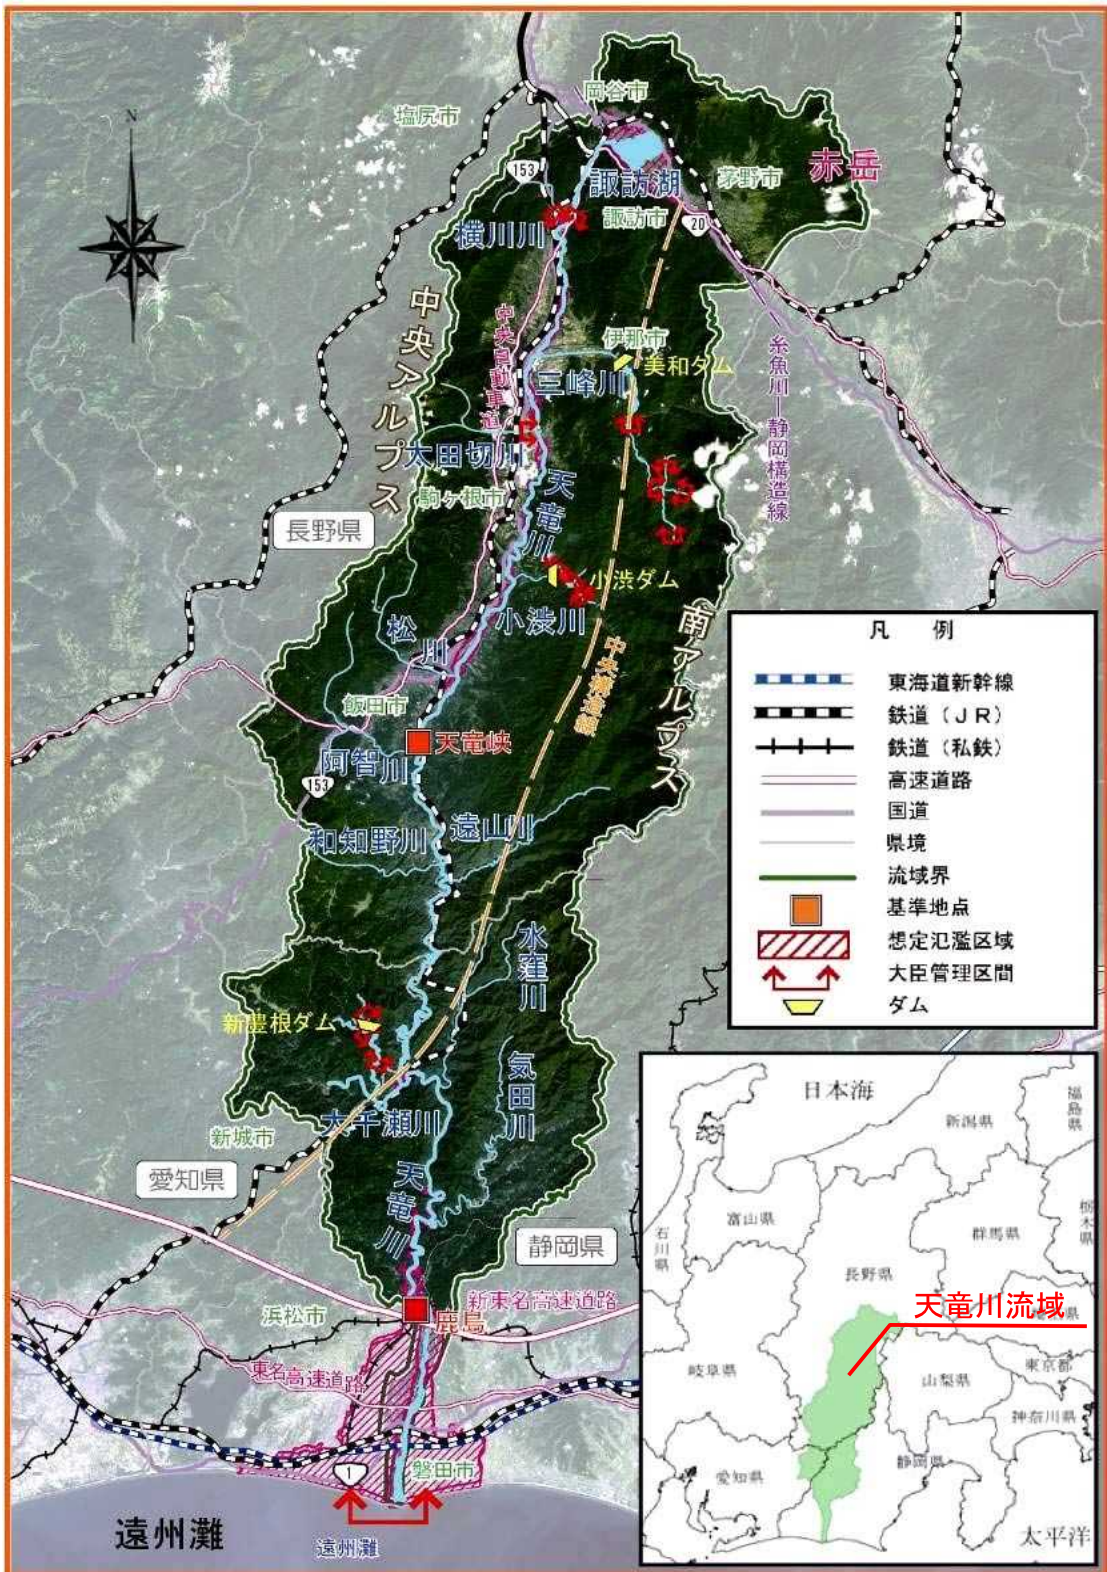 N
岡谷市
塩尻市
赤岳
153
諏訪湖
茅野市
諏訪市
20
横川川
中央アルプス
中央自動車道
伊那市
美和ダム
三峰川
糸魚川―静岡構造線
太田切川
天竜川
駒ヶ根市
長野県
小渋ダム
小渋川
南アルプス
松川
中央構造線
飯田市
天竜峡
阿智川
153
遠山川
和知野川
水窪川
新豊根ダム
気田川
大千瀬川
新城市
愛知県
天竜川
静岡県
新東名高速道路
浜松市
鹿島
東名高速道路
1
磐田市
遠州灘
遠州灘
凡 例
東海道新幹線
鉄道（ＪＲ）
鉄道（私鉄）
高速道路
国道
県境
流域界
基準地点
想定氾濫区域
大臣管理区間
ダム
日本海
新潟県
福島県
富山県
石川県
群馬県
栃木県
長野県
天竜川流域
岐阜県
山梨県
東京都
神奈川県
愛知県
静岡県
太平洋